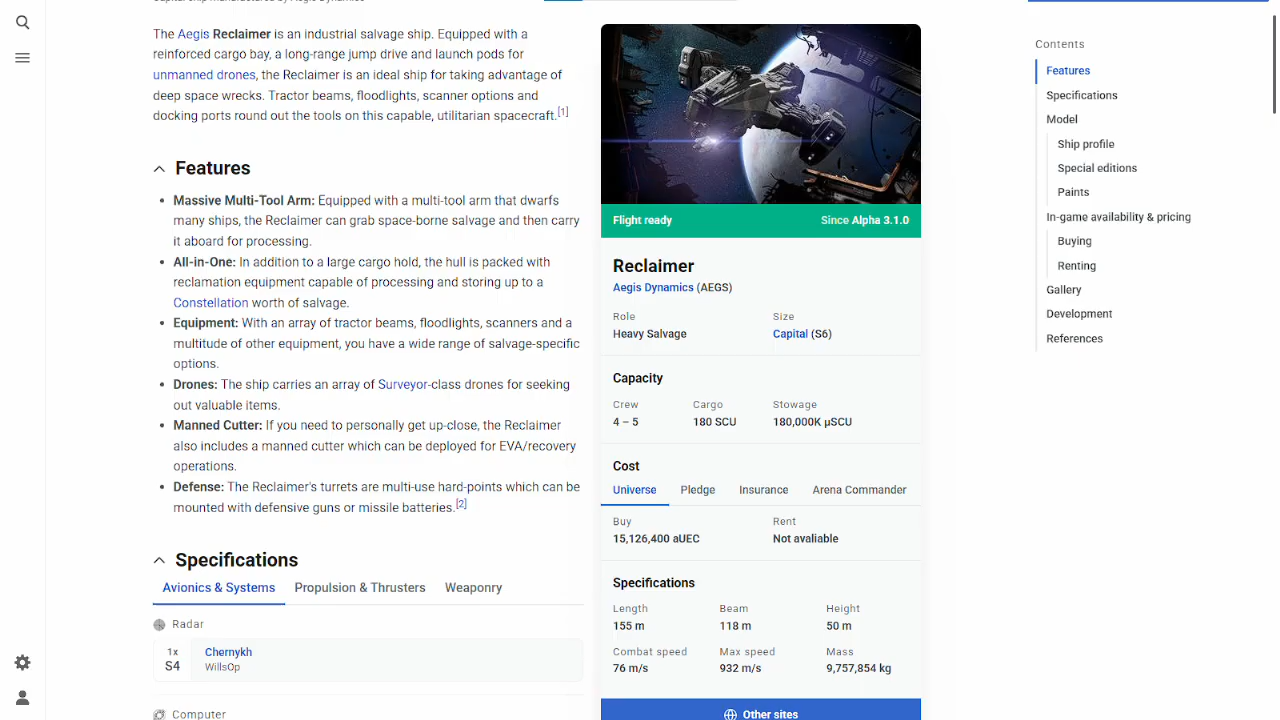 Capital ship manufactured by Aegis Dynamics
The Aegis Reclaimer is an industrial salvage ship. Equipped with a
reinforced cargo bay, a long-range jump drive and launch pods for
unmanned drones, the Reclaimer is an ideal ship for taking advantage of
deep space wrecks. Tractor beams, floodlights, scanner options and
docking ports round out the tools on this capable, utilitarian spacecraft.[1]
Features
Massive Multi-Tool Arm: Equipped with a multi-tool arm that dwarfs
many ships, the Reclaimer can grab space-borne salvage and then carry
it aboard for processing.
All-in-One: In addition to a large cargo hold, the hull is packed with
reclamation equipment capable of processing and storing up to a
Constellation worth of salvage.
Equipment: With an array of tractor beams, floodlights, scanners and a
multitude of other equipment, you have a wide range of salvage-specific
options.
Drones: The ship carries an array of Surveyor-class drones for seeking
out valuable items.
Manned Cutter: If you need to personally get up-close, the Reclaimer
also includes a manned cutter which can be deployed for EVA/recovery
operations.
Defense: The Reclaimer's turrets are multi-use hard-points which can be
mounted with defensive guns or missile batteries.[2]
Specifications
Avionics & Systems Propulsion & Thrusters Weaponry
Radar
1x
S4
Chernykh
WillsOp
Computer
Flight ready Since Alpha 3.1.0
Reclaimer
Aegis Dynamics (AEGS)
Role Size
Heavy Salvage Capital (S6)
Capacity
Crew Cargo Stowage
4 – 5 180 SCU 180,000K μSCU
Cost
Universe Pledge Insurance Arena Commander
Buy Rent
15,126,400 aUEC Not avaliable
Specifications
Length Beam Height
155 m 118 m 50 m
Combat speed Max speed Mass
76 m/s 932 m/s 9,757,854 kg
Other sites
Contents
Features
Specifications
Model
Ship profile
Special editions
Paints
In-game availability & pricing
Buying
Renting
Gallery
Development
References